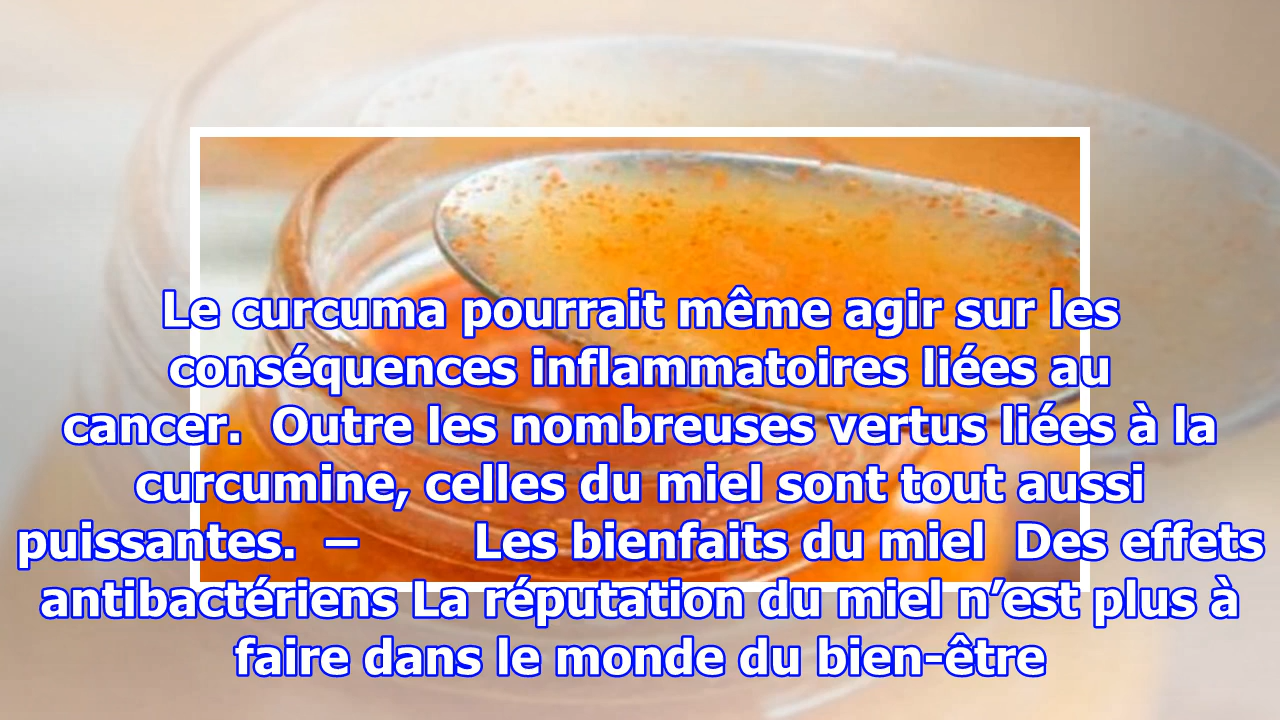 Le curcuma pourrait même agir sur les
conséquences inflammatoires liées au
cancer.  Outre les nombreuses vertus liées à la
curcumine, celles du miel sont tout aussi
puissantes.  –        Les bienfaits du miel  Des effets
antibactériens La réputation du miel n’est plus à
faire dans le monde du bien-être